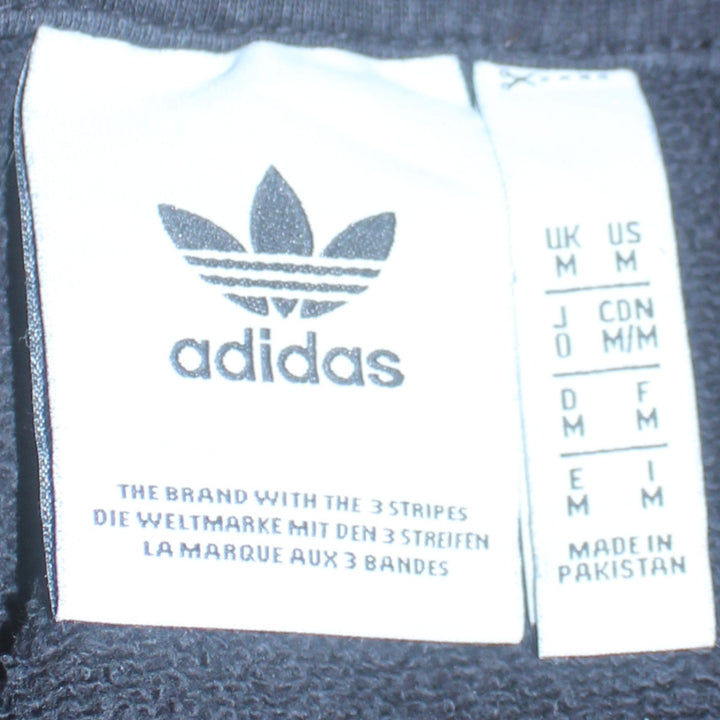 adidas
THE BRAND WITH THE 3 STRIPES
DIE WELTMARKE MIT DEN 3 STREIFEN
LA MARQUE AUX 3 BANDES
UK US
M M
J CDN
O M/M
D F
M M
E I
M M
MADE IN
PAKISTAN